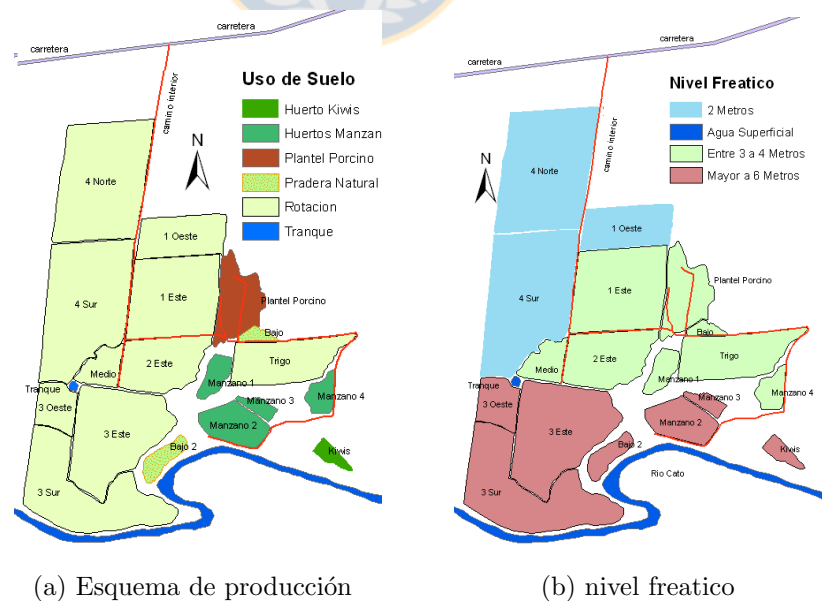 carretera
carretera
camino interior
Uso de Suelo
Huerto Kiwis
Huertos Manzan
Plantel Porcino
Pradera Natural
Rotacion
Tranque
N
4 Norte
1 Oeste
4 Sur
1 Este
Plantel Porcino
Bajo
Medio
2 Este
Trigo
Tranque
Manzano 1
3 Oeste
Manzano 3
Manzano 4
3 Este
Manzano 2
Bajo 2
Kiwis
3 Sur
(a) Esquema de producción
carretera
carretera
camino interior
Nivel Freatico
2 Metros
Agua Superficial
Entre 3 a 4 Metros
Mayor a 6 Metros
N
4 Norte
1 Oeste
4 Sur
1 Este
Plantel Porcino
Bajo
Medio
2 Este
Trigo
Tranque
Manzano 1
3 Oeste
Manzano 3
Manzano 4
3 Este
Manzano 2
Bajo 2
Kiwis
Rio Cato
3 Sur
(b) nivel freatico